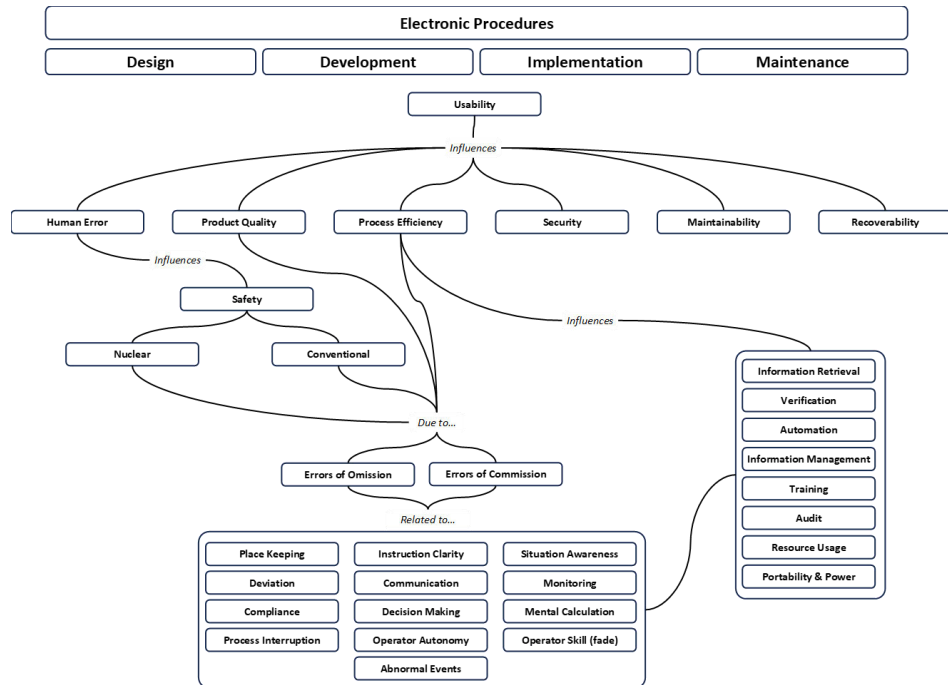 Electronic Procedures
Design
Development
Implementation
Maintenance
Usability
Influences
Human Error
Product Quality
Process Efficiency
Security
Maintainability
Recoverability
Influences
Safety
Influences
Nuclear
Conventional
Information Retrieval
Verification
Automation
Information Management
Training
Audit
Resource Usage
Portability & Power
Due to...
Errors of Omission
Errors of Commission
Related to...
Place Keeping
Instruction Clarity
Situation Awareness
Deviation
Communication
Monitoring
Compliance
Decision Making
Mental Calculation
Process Interruption
Operator Autonomy
Operator Skill (fade)
Abnormal Events